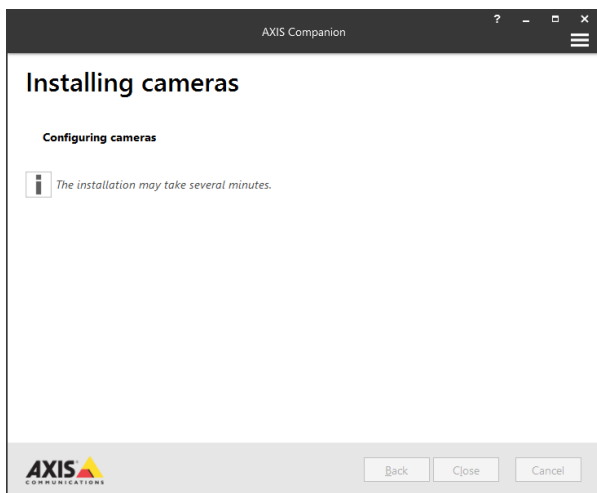 AXIS Companion
?
Installing cameras
Configuring cameras
i The installation may take several minutes.
AXIS
COMMUNICATIONS
Back Close Cancel